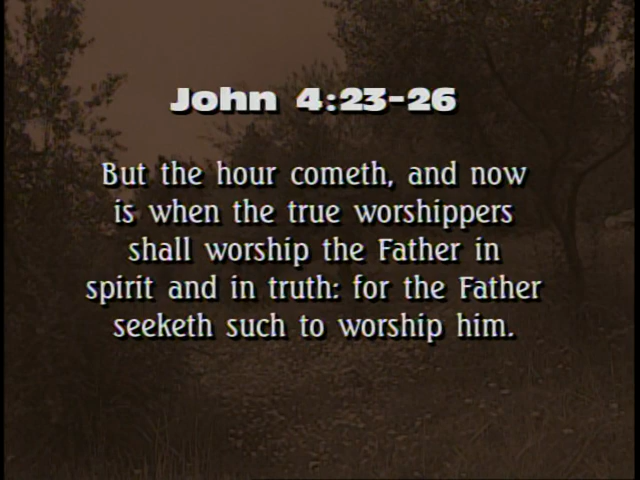 John 4:23-26
But the hour cometh, and now
is when the true worshippers
shall worship the Father in
spirit and in truth: for the Father
seeketh such to worship him.